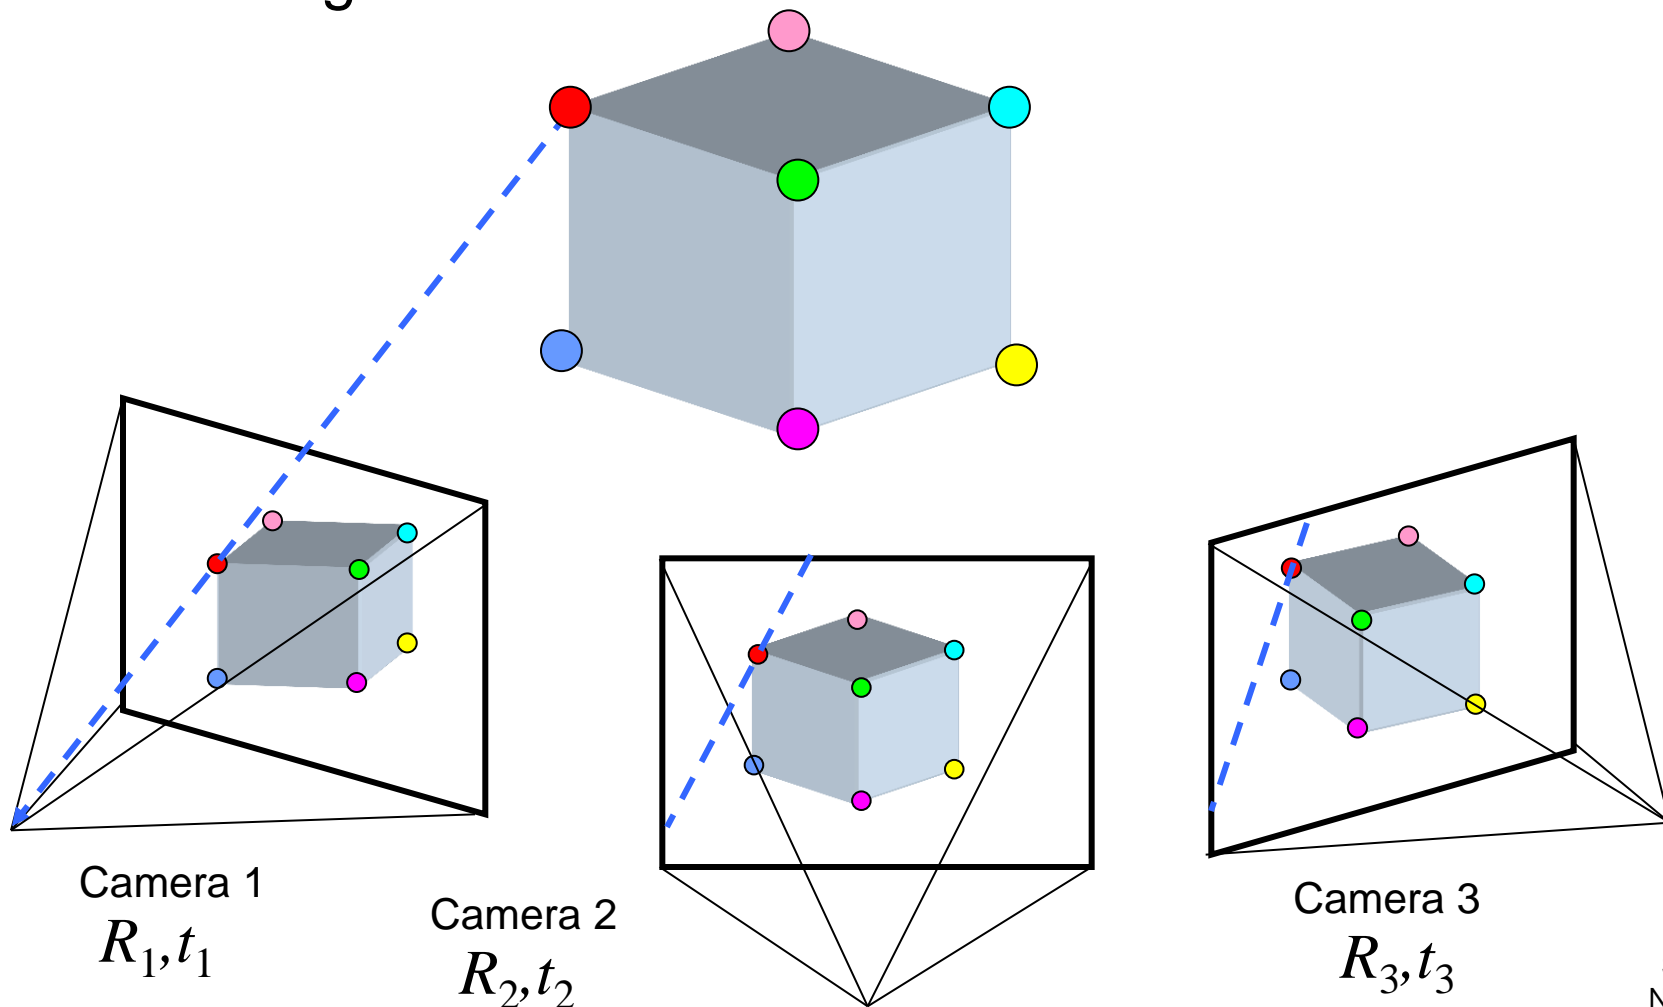 g
Camera 1
R₁,t₁
Camera 2
R₂,t₂
Camera 3
R₃,t₃
N